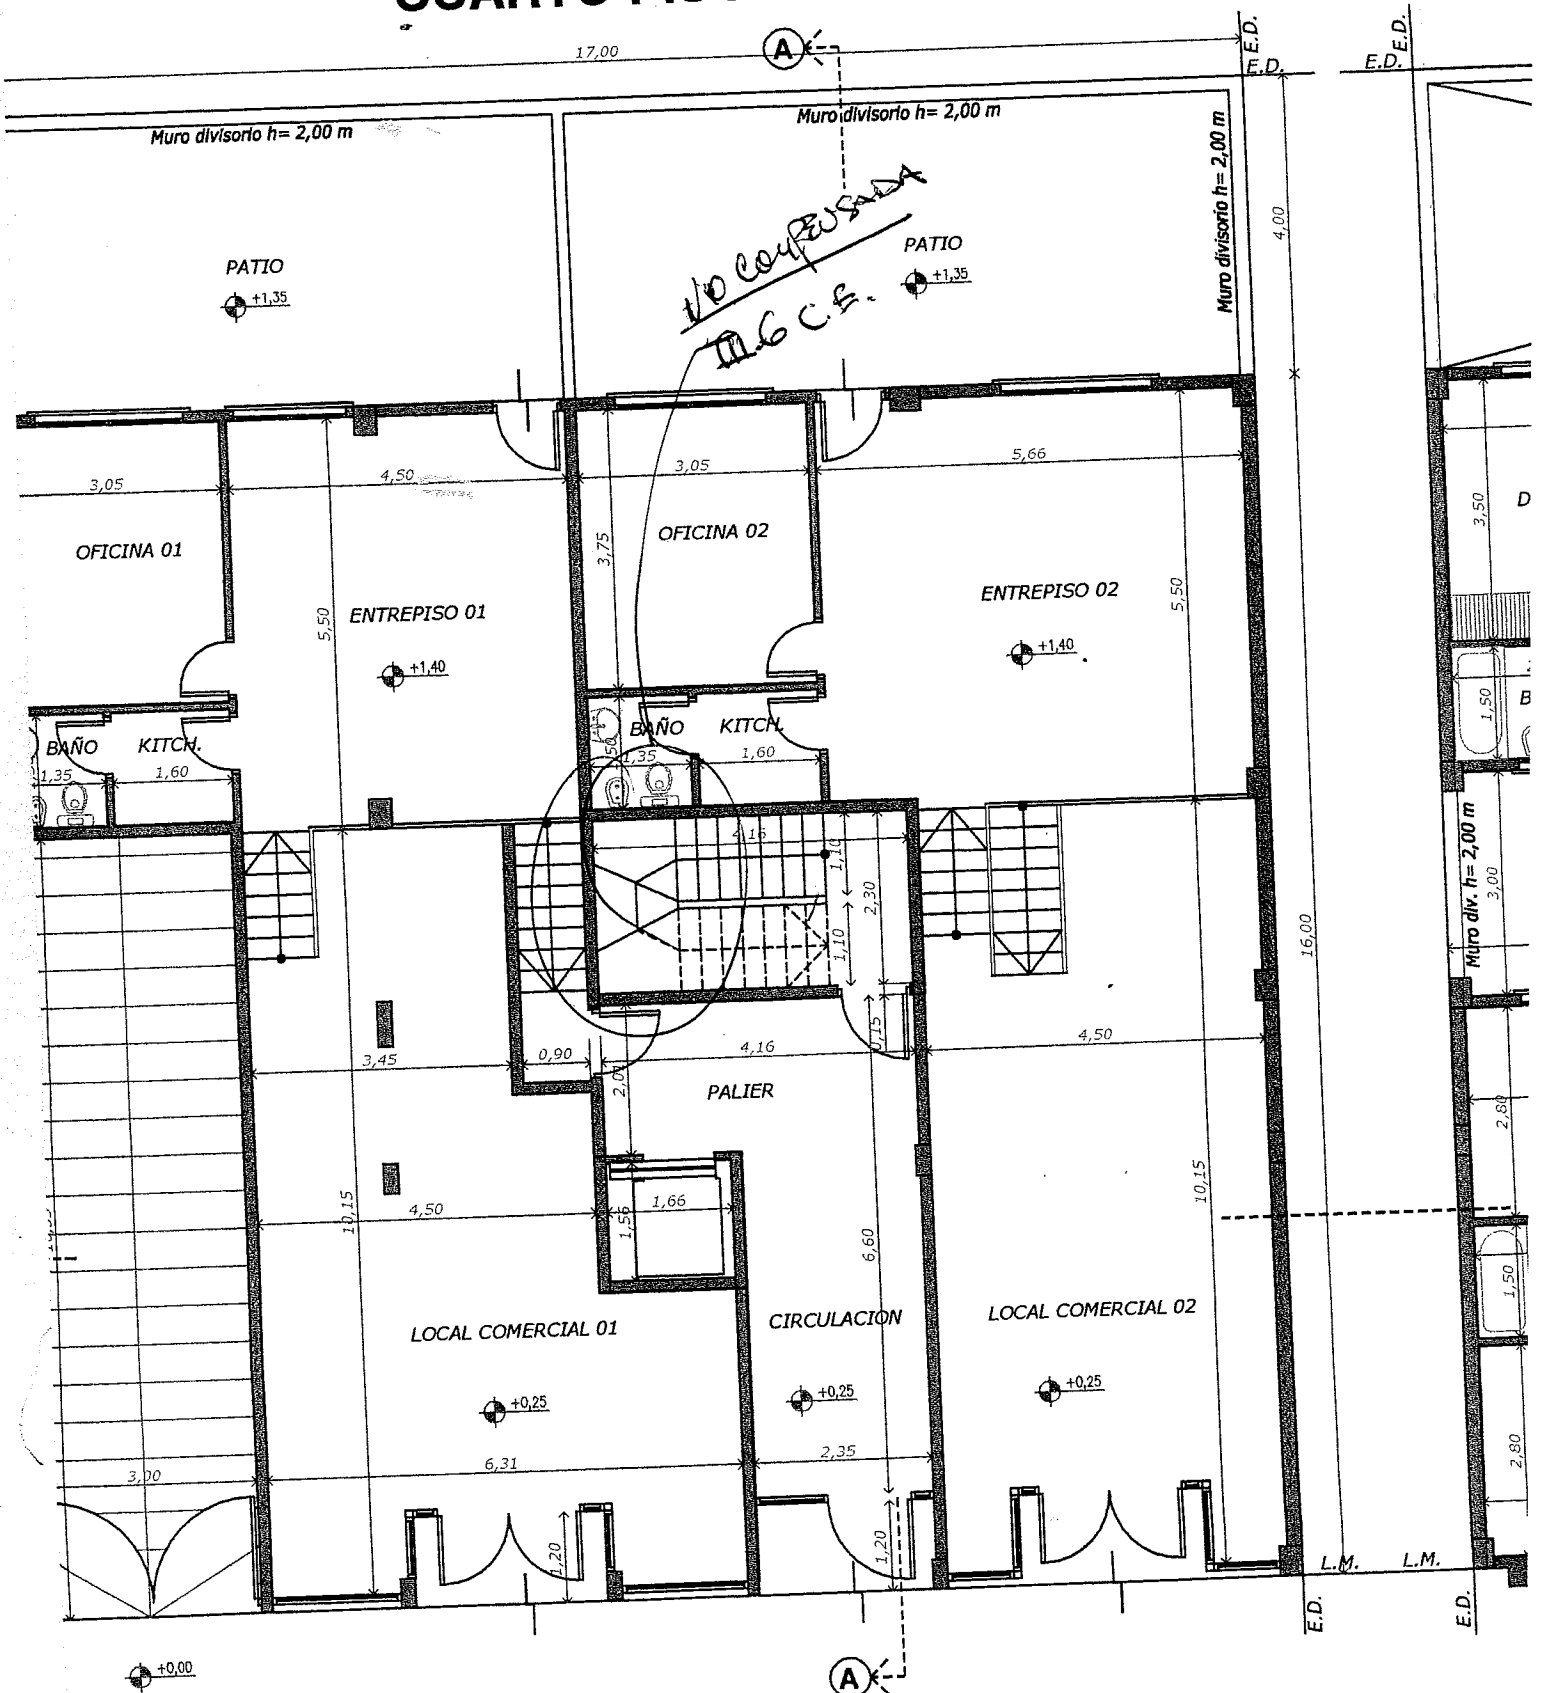 17,00
A
E.D.
E.D.
E.D.
E.D.
Muro divisorio h= 2,00 m
Muro divisorio h= 2,00 m
Muro divisorio h= 2,00 m
4,00
COMPENSADA
III.6 C.E.
PATIO
+1,35
PATIO
+1,35
3,05
4,50
3,05
5,66
3,50
D
OFICINA 01
OFICINA 02
3,75
ENTREPISO 01
5,50
+1,40
ENTREPISO 02
5,50
+1,40
BAÑO
KITCH.
1,35
1,60
BAÑO
KITCH.
1,35
1,60
1,50
B
4,16
1,10
1,10
2,30
Muro div. h= 2,00 m
3,00
16,00
3,45
0,90
4,16
0,15
4,50
2,01
PALIER
2,80
10,15
4,50
1,56
1,66
6,60
10,15
1,50
LOCAL COMERCIAL 01
CIRCULACION
LOCAL COMERCIAL 02
+0,25
+0,25
+0,25
3,00
6,31
2,35
2,80
1,20
1,20
L.M.
L.M.
E.D.
E.D.
+0,00
A